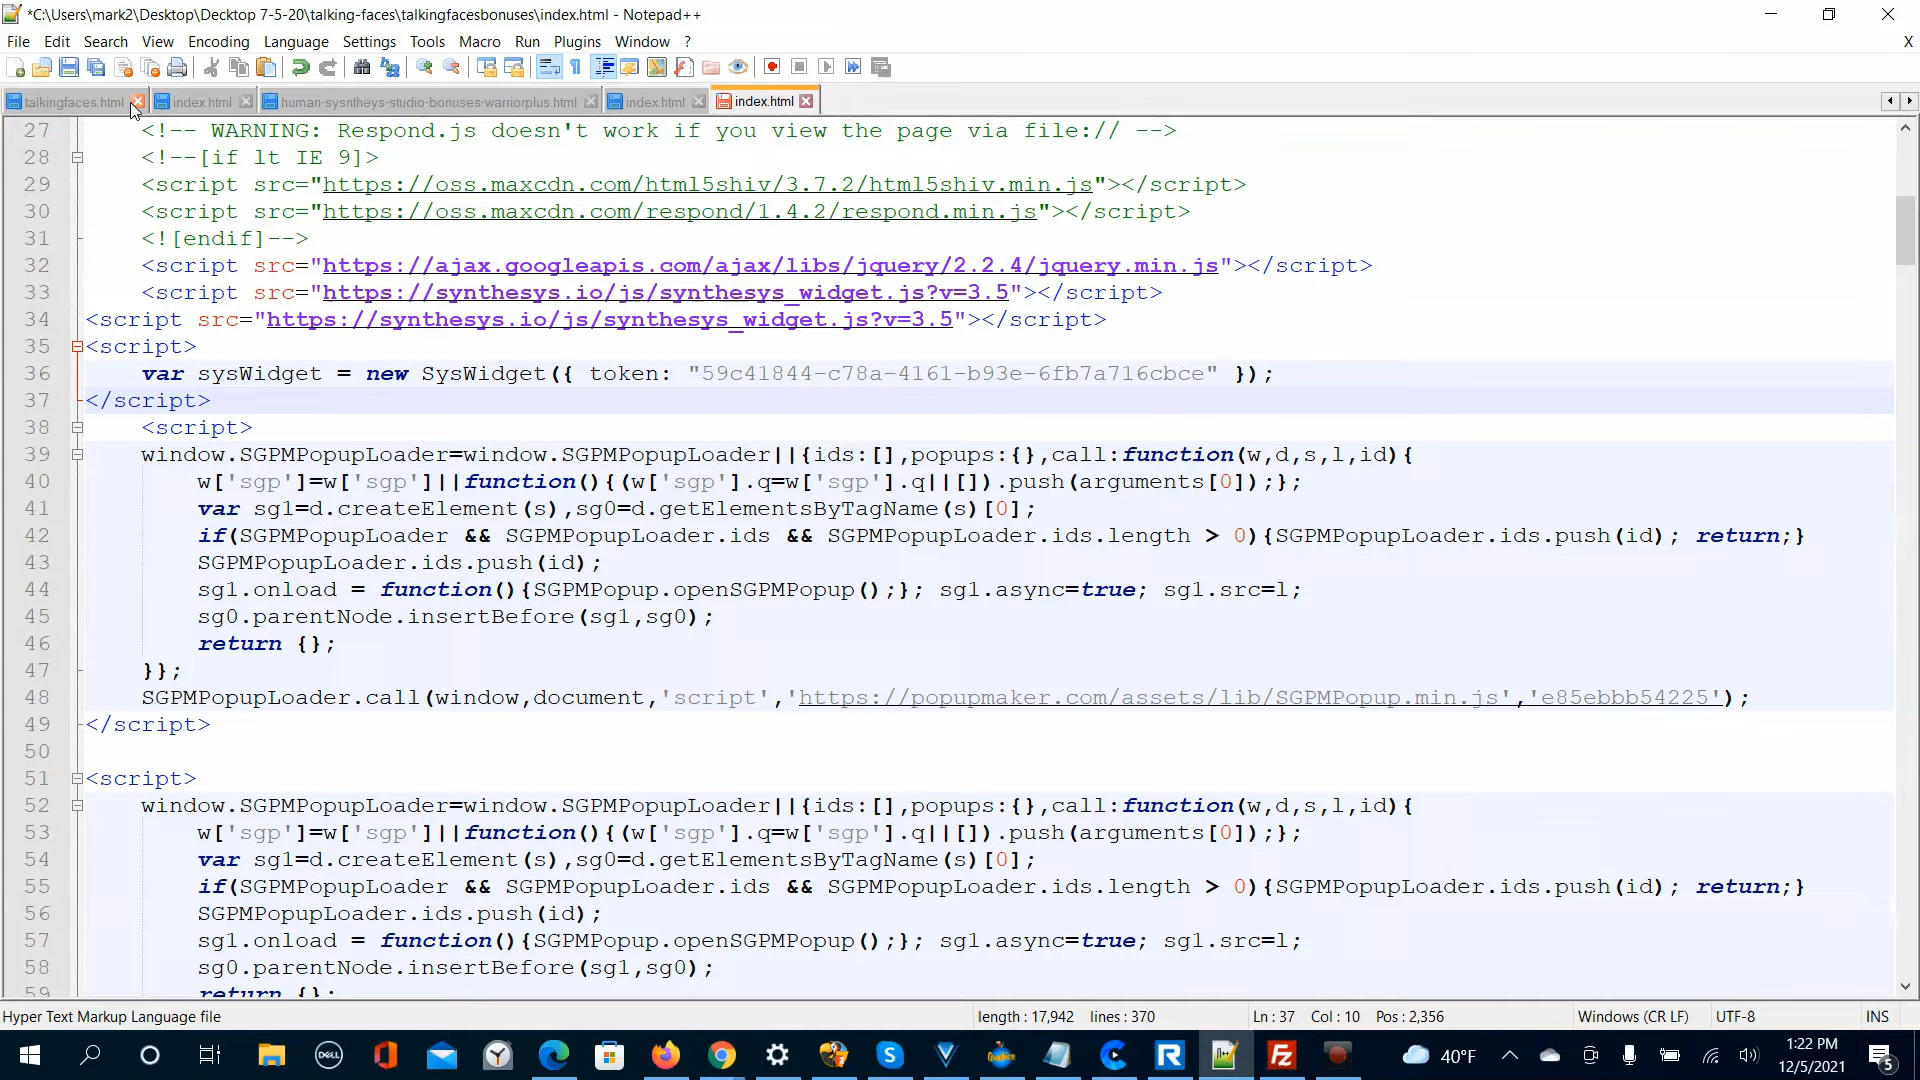 *C:\Users\mark2\Desktop\Decktop 7-5-20\talking-faces\talkingfacesbonuses\index.html - Notepad++
File Edit Search View Encoding Language Settings Tools Macro Run Plugins Window ? X
talkingfaces.html index.html human-sysntheys-studio-bonuses-warriorplus.html index.html index.html
27 <!-- WARNING: Respond.js doesn't work if you view the page via file:// -->
28 <!--[if lt IE 9]>
29 <script src="https://oss.maxcdn.com/html5shiv/3.7.2/html5shiv.min.js"></script>
30 <script src="https://oss.maxcdn.com/respond/1.4.2/respond.min.js"></script>
31 <![endif]-->
32 <script src="https://ajax.googleapis.com/ajax/libs/jquery/2.2.4/jquery.min.js"></script>
33 <script src="https://synthesys.io/js/synthesys_widget.js?v=3.5"></script>
34 <script src="https://synthesys.io/js/synthesys_widget.js?v=3.5"></script>
35 <script>
36 var sysWidget = new SysWidget({ token: "59c41844-c78a-4161-b93e-6fb7a716cbce" });
37 </script>
38 <script>
39 window.SGPMPopupLoader=window.SGPMPopupLoader||{ids:[],popups:{},call:function(w,d,s,l,id){
40 w['sgp']=w['sgp']||function(){(w['sgp'].q=w['sgp'].q||[]).push(arguments[0]);};
41 var sg1=d.createElement(s),sg0=d.getElementsByTagName(s)[0];
42 if(SGPMPopupLoader && SGPMPopupLoader.ids && SGPMPopupLoader.ids.length > 0){SGPMPopupLoader.ids.push(id); return;}
43 SGPMPopupLoader.ids.push(id);
44 sg1.onload = function(){SGPMPopup.openSGPMPopup();}; sg1.async=true; sg1.src=l;
45 sg0.parentNode.insertBefore(sg1,sg0);
46 return {};
47 }};
48 SGPMPopupLoader.call(window,document,'script','https://popupmaker.com/assets/lib/SGPMPopup.min.js','e85ebbb54225');
49 </script>
50
51 <script>
52 window.SGPMPopupLoader=window.SGPMPopupLoader||{ids:[],popups:{},call:function(w,d,s,l,id){
53 w['sgp']=w['sgp']||function(){(w['sgp'].q=w['sgp'].q||[]).push(arguments[0]);};
54 var sg1=d.createElement(s),sg0=d.getElementsByTagName(s)[0];
55 if(SGPMPopupLoader && SGPMPopupLoader.ids && SGPMPopupLoader.ids.length > 0){SGPMPopupLoader.ids.push(id); return;}
56 SGPMPopupLoader.ids.push(id);
57 sg1.onload = function(){SGPMPopup.openSGPMPopup();}; sg1.async=true; sg1.src=l;
58 sg0.parentNode.insertBefore(sg1,sg0);
59 return {};
Hyper Text Markup Language file length : 17,942 lines : 370 Ln : 37 Col : 10 Pos : 2,356 Windows (CR LF) UTF-8 INS
DELL 40°F 1:22 PM
12/5/2021 5